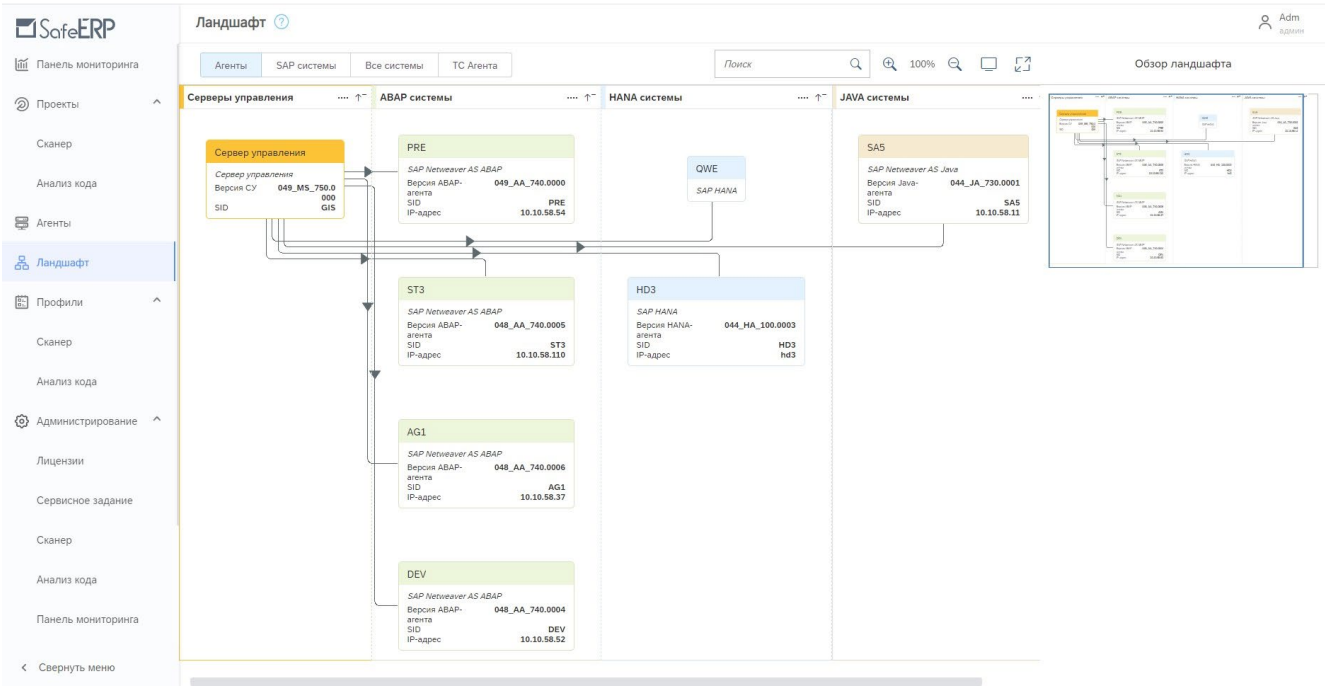 SafeERP
Панель мониторинга
Проекты
Сканер
Анализ кода
Агенты
Ландшафт
Профили
Сканер
Анализ кода
Администрирование
Лицензии
Сервисное задание
Сканер
Анализ кода
Панель мониторинга
Свернуть меню
Ландшафт ?
Adm
админ
Агенты SAP системы Все системы ТС Агента
Поиск
100%
Обзор ландшафта
Серверы управления
ABAP системы
HANA системы
JAVA системы
Сервер управления
Сервер управления
Версия СУ 049_MS_750.0
000
SID GIS
PRE
SAP Netweaver AS ABAP
Версия ABAP- 049_AA_740.0000
агента
SID PRE
IP-адрес 10.10.58.54
QWE
SAP HANA
SA5
SAP Netweaver AS Java
Версия Java- 044_JA_730.0001
агента
SID SA5
IP-адрес 10.10.58.11
ST3
SAP Netweaver AS ABAP
Версия ABAP- 048_AA_740.0005
агента
SID ST3
IP-адрес 10.10.58.110
HD3
SAP HANA
Версия HANA- 044_HA_100.0003
агента
SID HD3
IP-адрес hd3
AG1
SAP Netweaver AS ABAP
Версия ABAP- 048_AA_740.0006
агента
SID AG1
IP-адрес 10.10.58.37
DEV
SAP Netweaver AS ABAP
Версия ABAP- 048_AA_740.0004
агента
SID DEV
IP-адрес 10.10.58.52